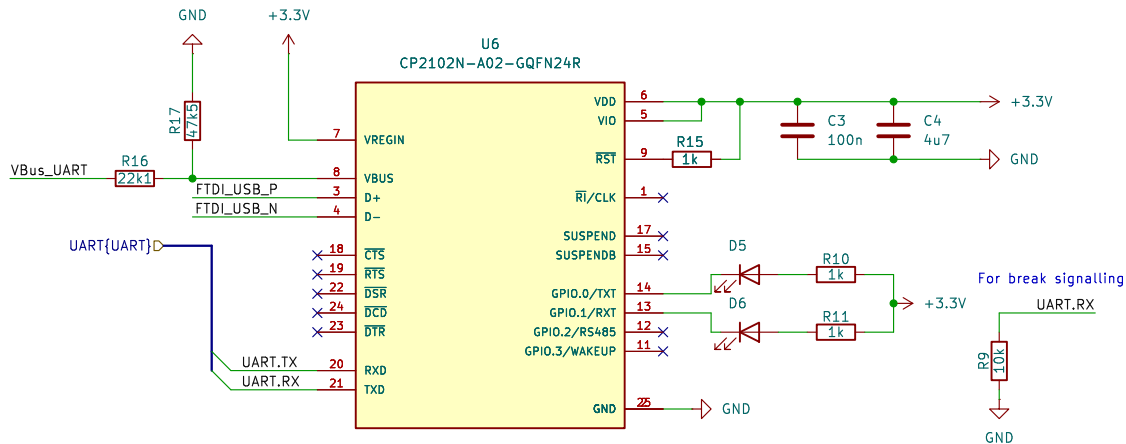 GND
+3.3V
U6
CP2102N-A02-GQFN24R
R17
47k5
VBus_UART
R16
22k1
FTDI_USB_P
FTDI_USB_N
UART{UART}
UART.TX
UART.RX
7 VREGIN
8 VBUS
3 D+
4 D-
18 CTS
19 RTS
22 DSR
24 DCD
23 DTR
20 RXD
21 TXD
VDD 6
VIO 5
RST 9
RI/CLK 1
SUSPEND 17
SUSPENDB 15
GPIO.0/TXT 14
GPIO.1/RXT 13
GPIO.2/RS485 12
GPIO.3/WAKEUP 11
GND
GND
R15
1k
C3
100n
C4
4u7
+3.3V
GND
D5
R10
1k
D6
R11
1k
+3.3V
For break signalling
UART.RX
R9
10k
GND